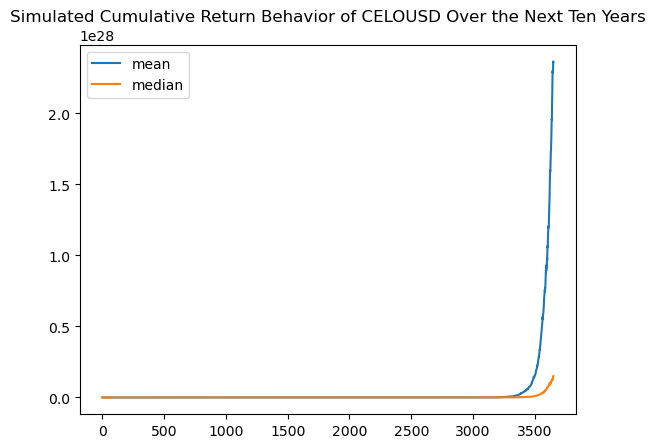 Simulated Cumulative Return Behavior of CELOUSD Over the Next Ten Years
1e28
mean
median
2.0
1.5
1.0
0.5
0.0
0 500 1000 1500 2000 2500 3000 3500